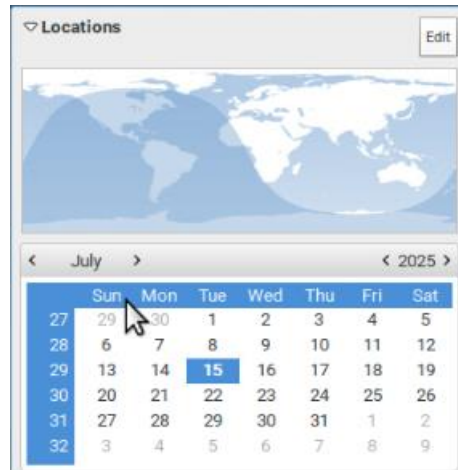 Locations
Edit
< July > < 2025 >
Sun Mon Tue Wed Thu Fri Sat
27 29 30 1 2 3 4 5
28 6 7 8 9 10 11 12
29 13 14 15 16 17 18 19
30 20 21 22 23 24 25 26
31 27 28 29 30 31 1 2
32 3 4 5 6 7 8 9